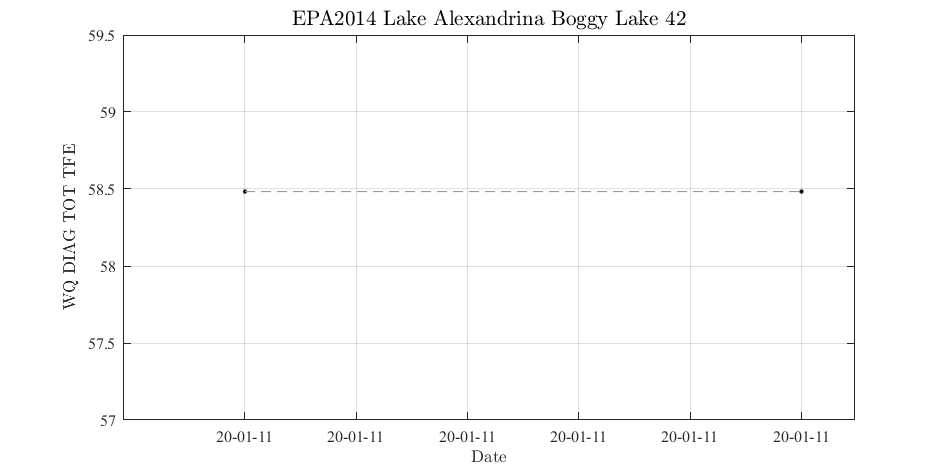 EPA2014 Lake Alexandrina Boggy Lake 42
59.5
59
58.5
58
57.5
57
WQ DIAG TOT TFE
20-01-11 20-01-11 20-01-11 20-01-11 20-01-11 20-01-11
Date